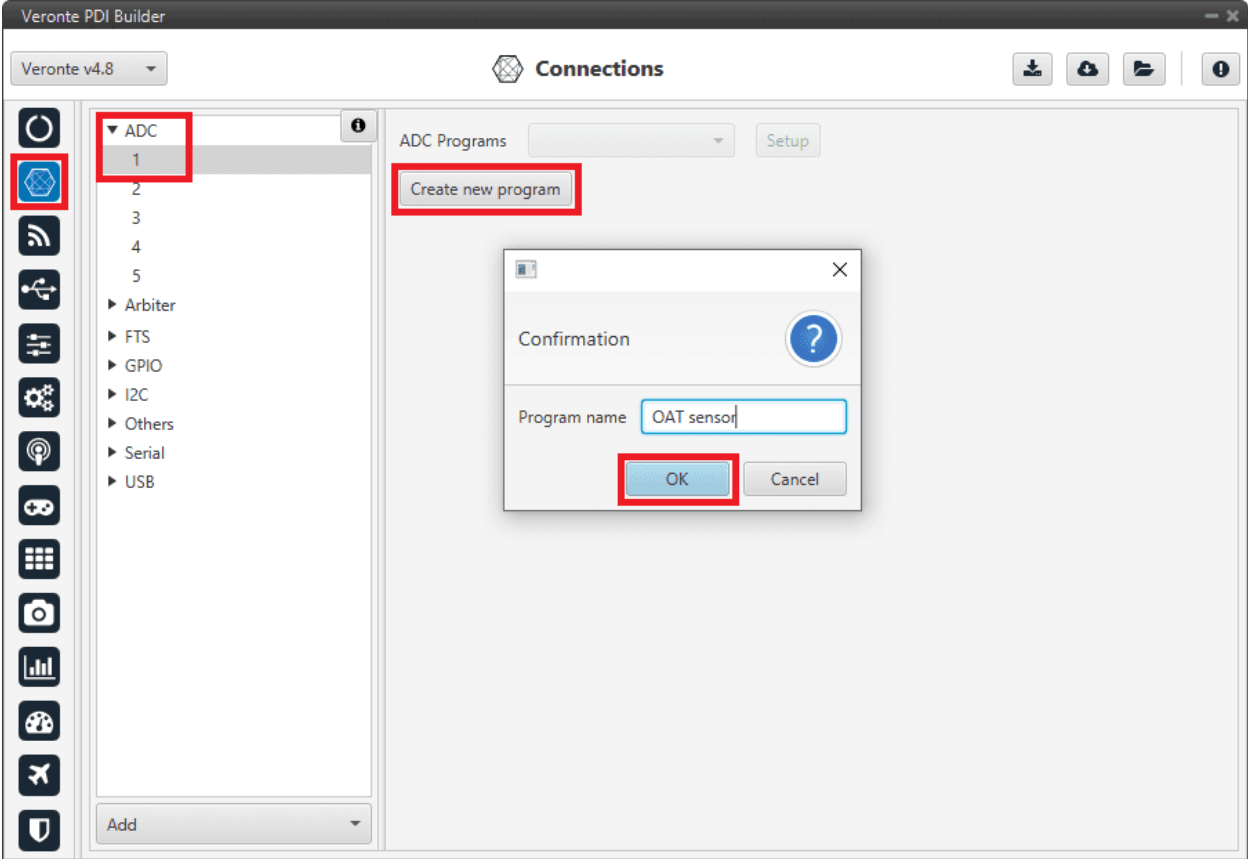 Veronte PDI Builder
Veronte v4.8
Connections
ADC
1
2
3
4
5
Arbiter
FTS
GPIO
I2C
Others
Serial
USB
Add
ADC Programs
Setup
Create new program
Confirmation
?
Program name OAT sensor
OK Cancel